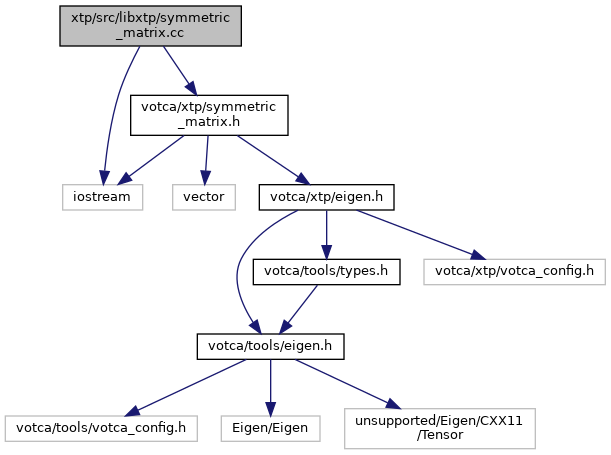 xtp/src/libxtp/symmetric
_matrix.cc
votca/xtp/symmetric
_matrix.h
iostream
vector
votca/xtp/eigen.h
votca/tools/types.h
votca/xtp/votca_config.h
votca/tools/eigen.h
votca/tools/votca_config.h
Eigen/Eigen
unsupported/Eigen/CXX11
/Tensor